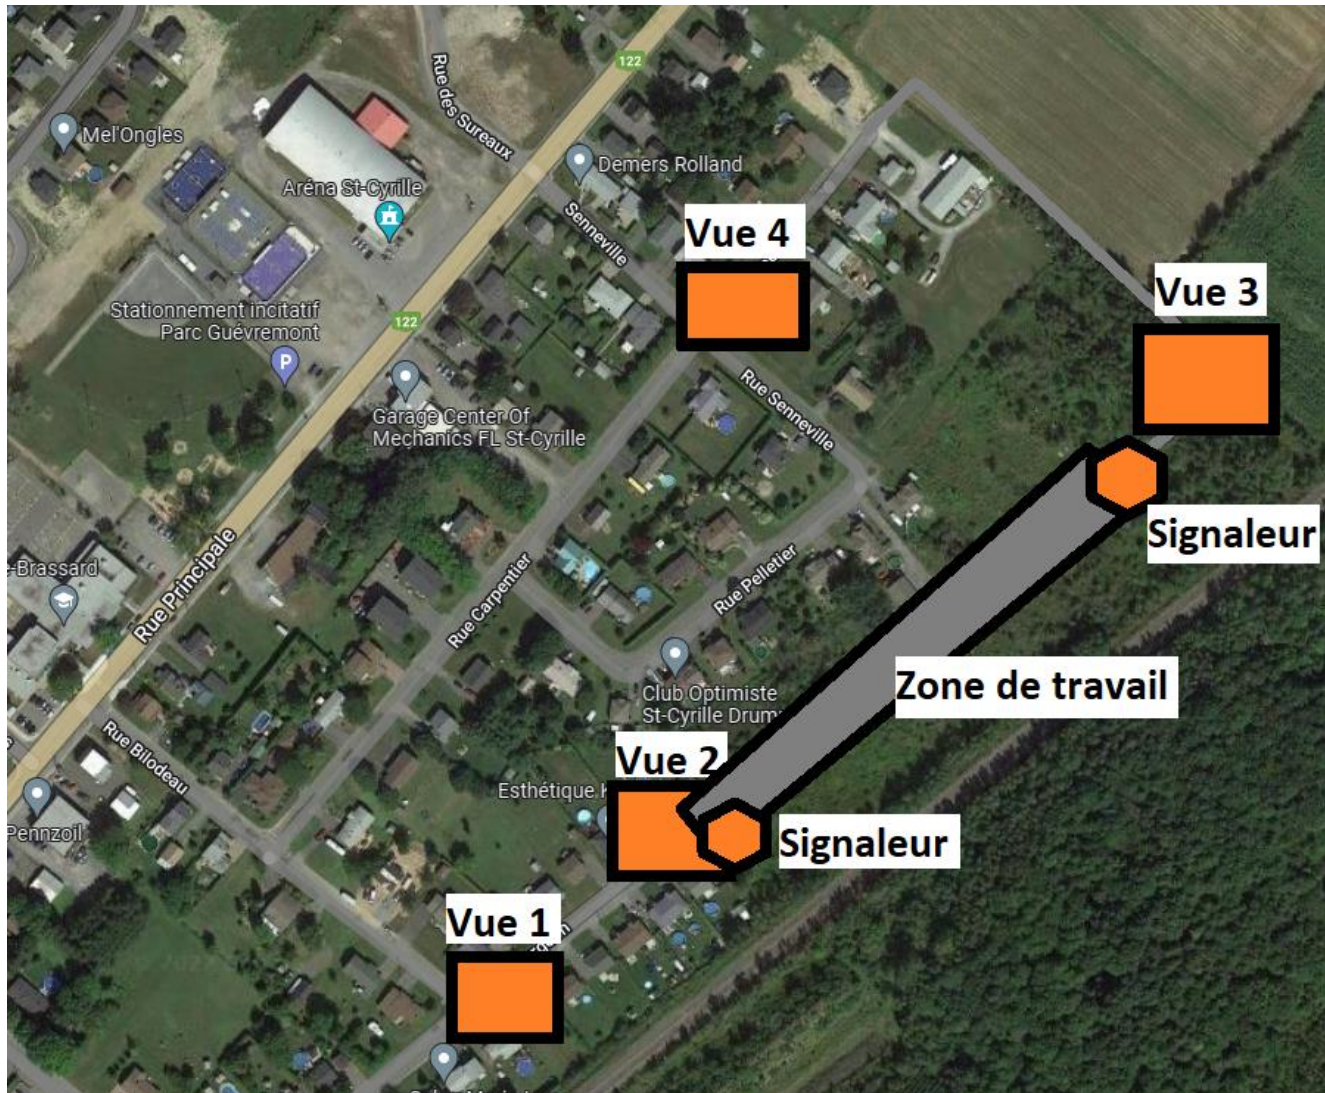 122
Rue des Sureaux
Mel'Ongles
Demers Rolland
Aréna St-Cyrille
Senneville
Vue 4
Vue 3
Stationnement incitatif
Parc Guévremont
122
P
Rue Senneville
Garage Center Of
Mechanics FL St-Cyrille
Signaleur
Rue Principale
e-Brassard
Rue Carpentier
Rue Pelletier
Zone de travail
Club Optimiste
St-Cyrille Drum
Rue Bilodeau
Vue 2
Esthétique K
Pennzoil
Signaleur
Vue 1